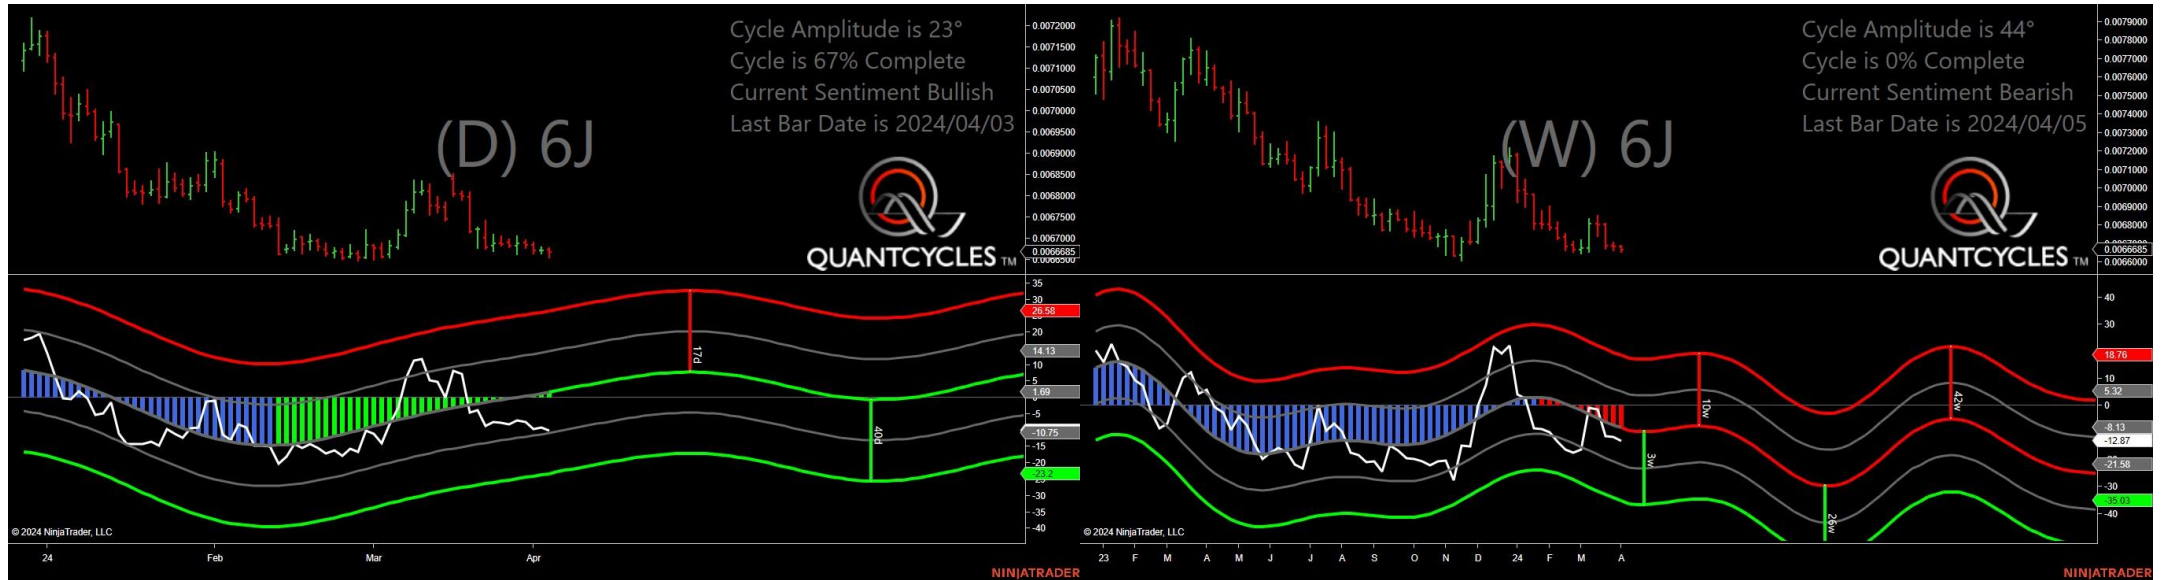 Cycle Amplitude is 23°
Cycle is 67% Complete
Current Sentiment Bullish
Last Bar Date is 2024/04/03
(D) 6J
QUANTCYCLES TM
0.0072000
0.0071500
0.0071000
0.0070500
0.0070000
0.0069500
0.0069000
0.0068500
0.0068000
0.0067500
0.0067000
0.0066685
0.0066500
35
30
26.58
20
14.13
10
5
1.69
0
-5
-10.75
-15
-20
-23.2
-30
-35
-40
17d
40d
© 2024 NinjaTrader, LLC
24 Feb Mar Apr
NINJATRADER
Cycle Amplitude is 44°
Cycle is 0% Complete
Current Sentiment Bearish
Last Bar Date is 2024/04/05
(W) 6J
QUANTCYCLES TM
0.0079000
0.0078000
0.0077000
0.0076000
0.0075000
0.0074000
0.0073000
0.0072000
0.0071000
0.0070000
0.0069000
0.0068000
0.0066685
0.0066000
40
30
18.76
10
5.32
0
-8.13
-12.87
-21.58
-30
-35.03
-40
10w
42w
3w
26w
© 2024 NinjaTrader, LLC
23 F M A M J J A S O N D 24 F M A
NINJATRADER